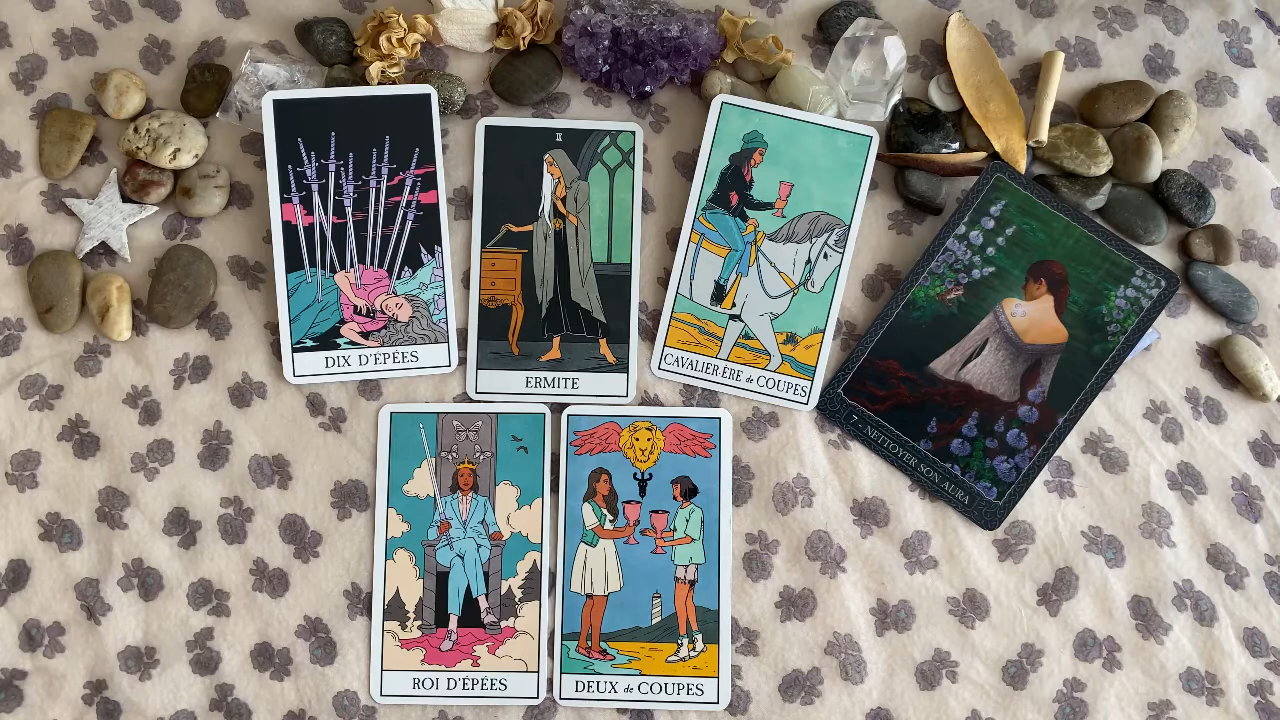 DIX D'ÉPÉES
II
ERMITE
CAVALIER·ÈRE de COUPES
7 - NETTOYER SON AURA
ROI D'ÉPÉES
DEUX de COUPES